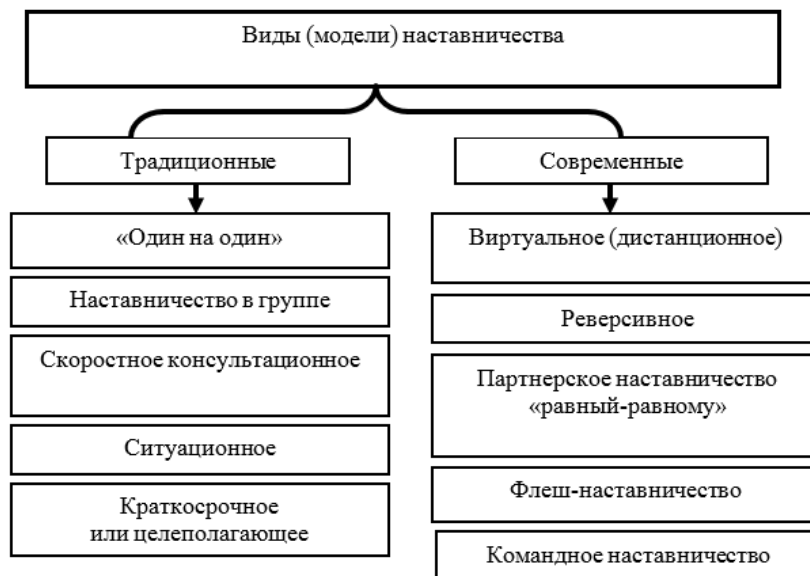 Виды (модели) наставничества
Традиционные
«Один на один»
Наставничество в группе
Скоростное консультационное
Ситуационное
Краткосрочное
или целеполагающее
Современные
Виртуальное (дистанционное)
Реверсивное
Партнерское наставничество
«равный-равному»
Флеш-наставничество
Командное наставничество